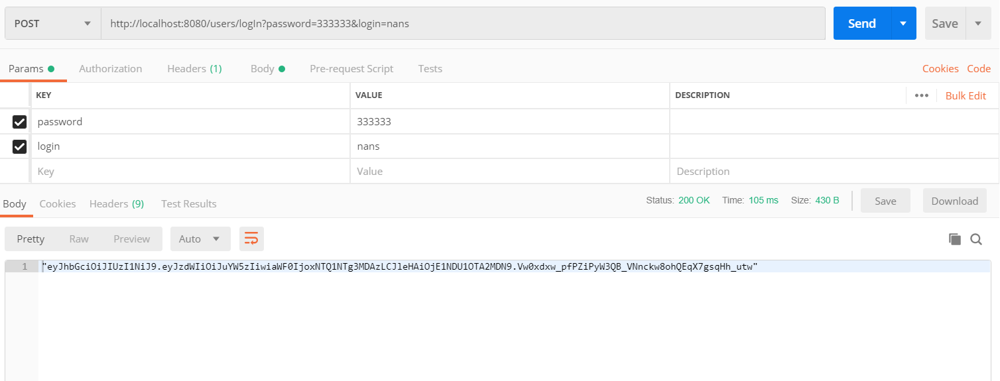 POST http://localhost:8080/users/logIn?password=333333&login=nans Send Save
Params Authorization Headers (1) Body Pre-request Script Tests Cookies Code
KEY VALUE DESCRIPTION ••• Bulk Edit
password 333333
login nans
Key Value Description
Body Cookies Headers (9) Test Results Status: 200 OK Time: 105 ms Size: 430 B Save Download
Pretty Raw Preview Auto
1 "eyJhbGciOiJIUzI1NiJ9.eyJzdWIiOiJuYW5zIiwiaWF0IjoxNTQ1NTg3MDAzLCJleHAiOjE1NDU1OTA2MDN9.Vw0xdxw_pfPZiPyW3QB_VNnckw8ohQEqX7gsqHh_utw"